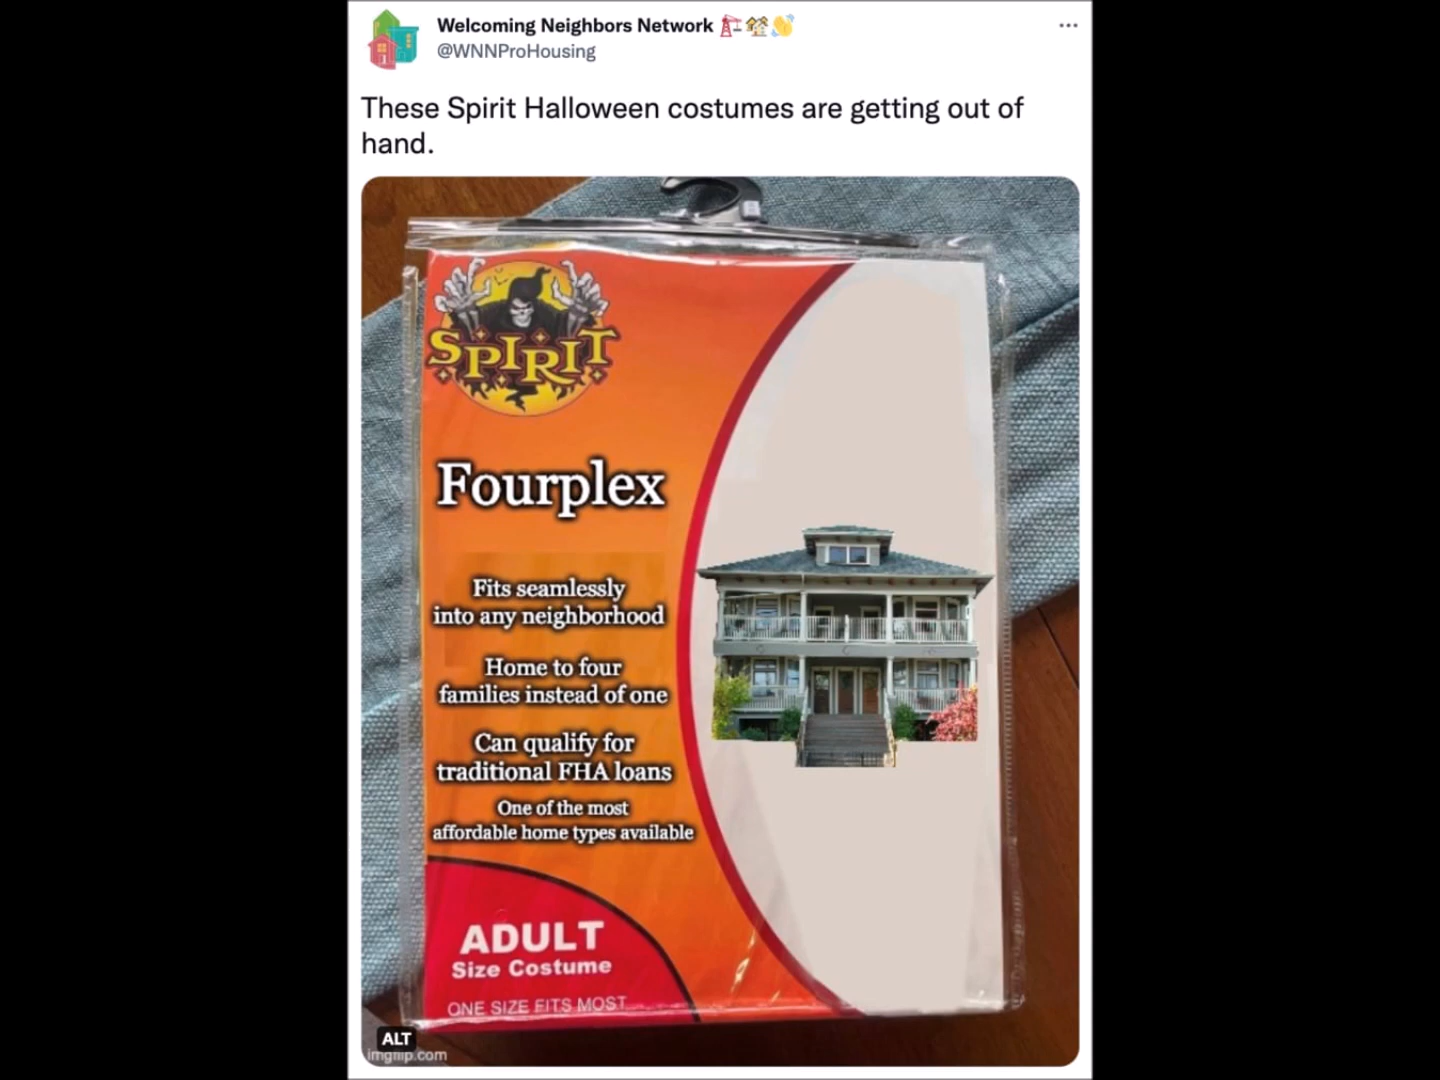 Welcoming Neighbors Network 🏗️🏘️👋
@WNNProHousing
These Spirit Halloween costumes are getting out of
hand.
SPIRIT
Fourplex
Fits seamlessly
into any neighborhood
Home to four
families instead of one
Can qualify for
traditional FHA loans
One of the most
affordable home types available
ADULT
Size Costume
ONE SIZE FITS MOST
ALT
imgflip.com